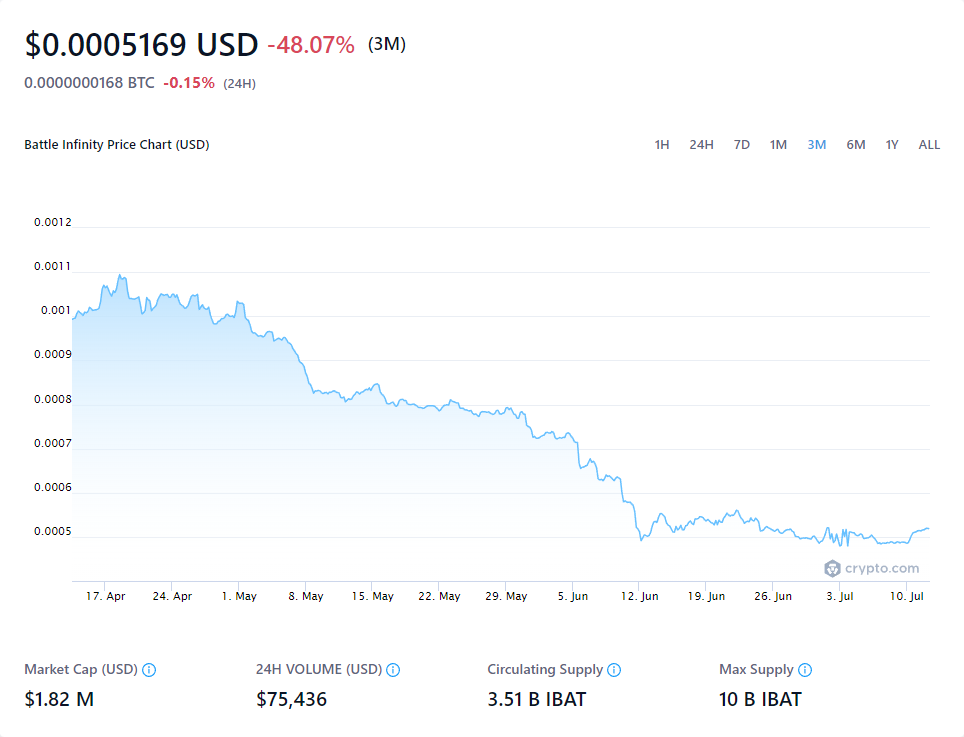 $0.0005169 USD -48.07% (3M)
0.0000000168 BTC -0.15% (24H)
Battle Infinity Price Chart (USD) 1H 24H 7D 1M 3M 6M 1Y ALL
0.0012
0.0011
0.001
0.0009
0.0008
0.0007
0.0006
0.0005
crypto.com
17. Apr 24. Apr 1. May 8. May 15. May 22. May 29. May 5. Jun 12. Jun 19. Jun 26. Jun 3. Jul 10. Jul
Market Cap (USD) 24H VOLUME (USD) Circulating Supply Max Supply
$1.82 M $75,436 3.51 B IBAT 10 B IBAT